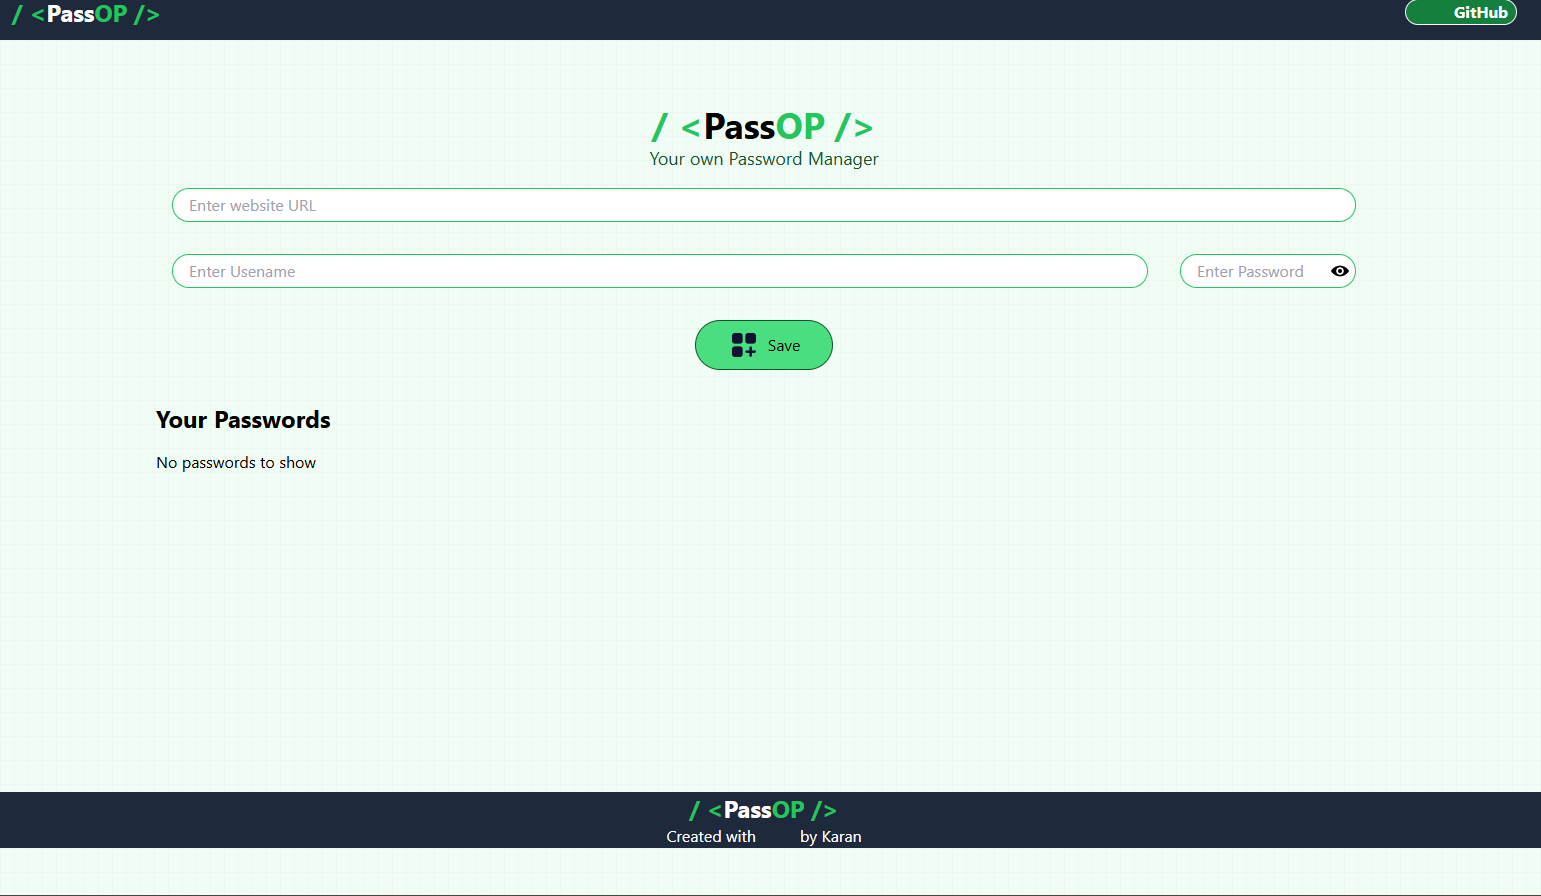 / <PassOP />
GitHub
/ <PassOP />
Your own Password Manager
Enter website URL
Enter Usename
Enter Password
Save
Your Passwords
No passwords to show
/ <PassOP />
Created with by Karan